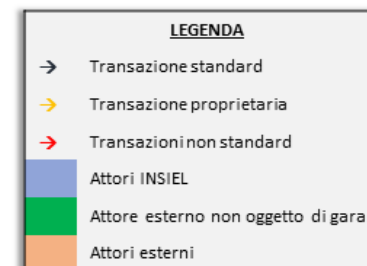 LEGENDA
Transazione standard
Transazione proprietaria
Transazioni non standard
Attori INSIEL
Attore esterno non oggetto di gara
Attori esterni